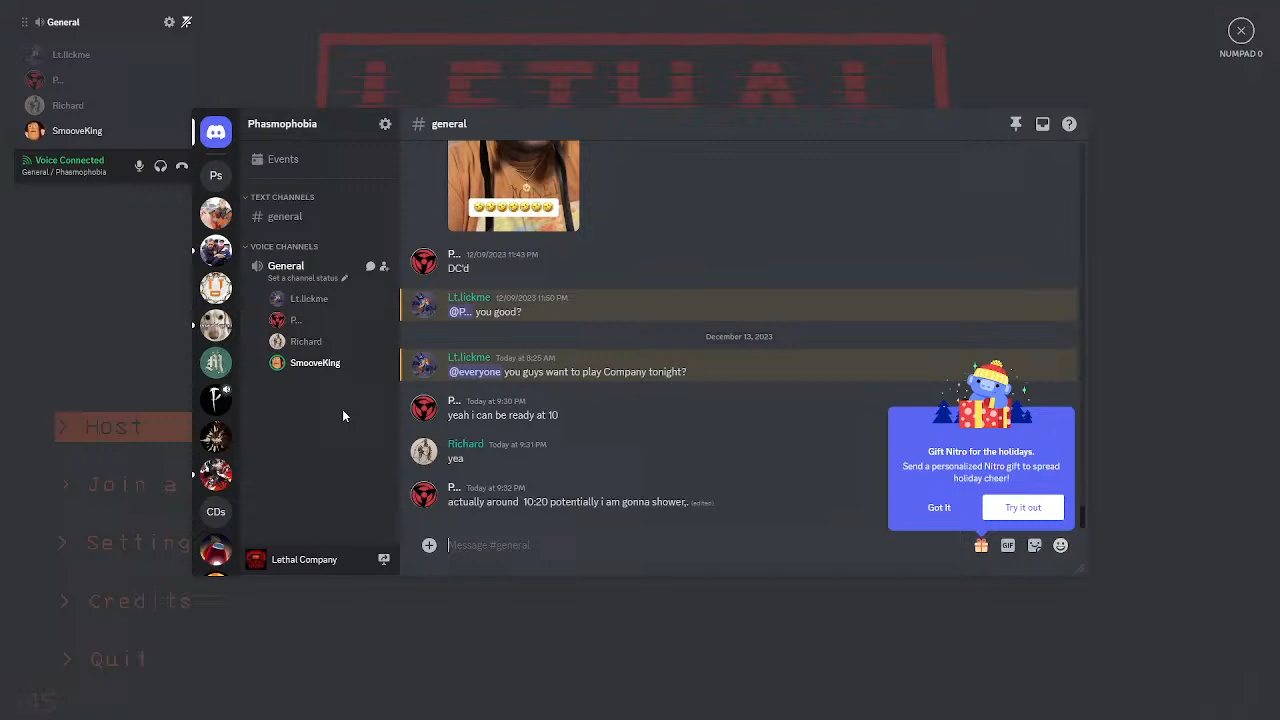 General
NUMPAD 0
Lt.lickme
P...
Richard
SmooveKing
Voice Connected
General / Phasmophobia
LETHAL
> Host
> Join a
> Setting
> Credits
> Quit
Ps
CDs
Phasmophobia
Events
TEXT CHANNELS
# general
VOICE CHANNELS
General
Set a channel status
Lt.lickme
P...
Richard
SmooveKing
Lethal Company
# general
P... 12/09/2023 11:43 PM
DC'd
Lt.lickme 12/09/2023 11:50 PM
@P... you good?
December 13, 2023
Lt.lickme Today at 8:25 AM
@everyone you guys want to play Company tonight?
P... Today at 9:30 PM
yeah i can be ready at 10
Richard Today at 9:31 PM
yea
P... Today at 9:32 PM
actually around 10:20 potentially i am gonna shower,. (edited)
Message #general
Gift Nitro for the holidays.
Send a personalized Nitro gift to spread
holiday cheer!
Got It
Try it out
GIF